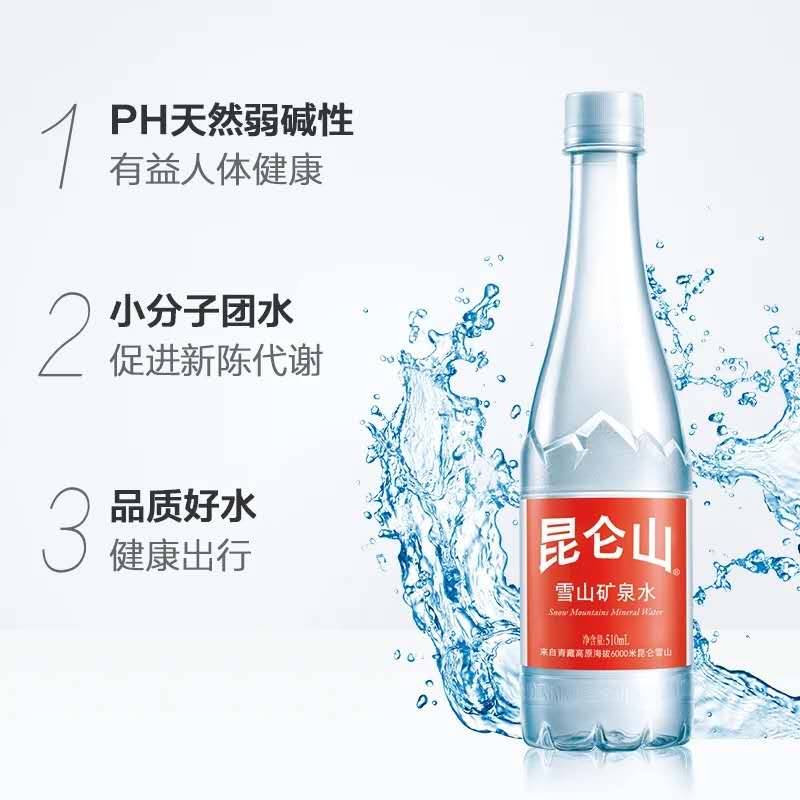 1
PH天然弱碱性
有益人体健康
2
小分子团水
促进新陈代谢
3
品质好水
健康出行
昆仑山®
雪山矿泉水
Snow Mountains Mineral Water
净含量:510mL
来自青藏高原海拔6000米昆仑雪山